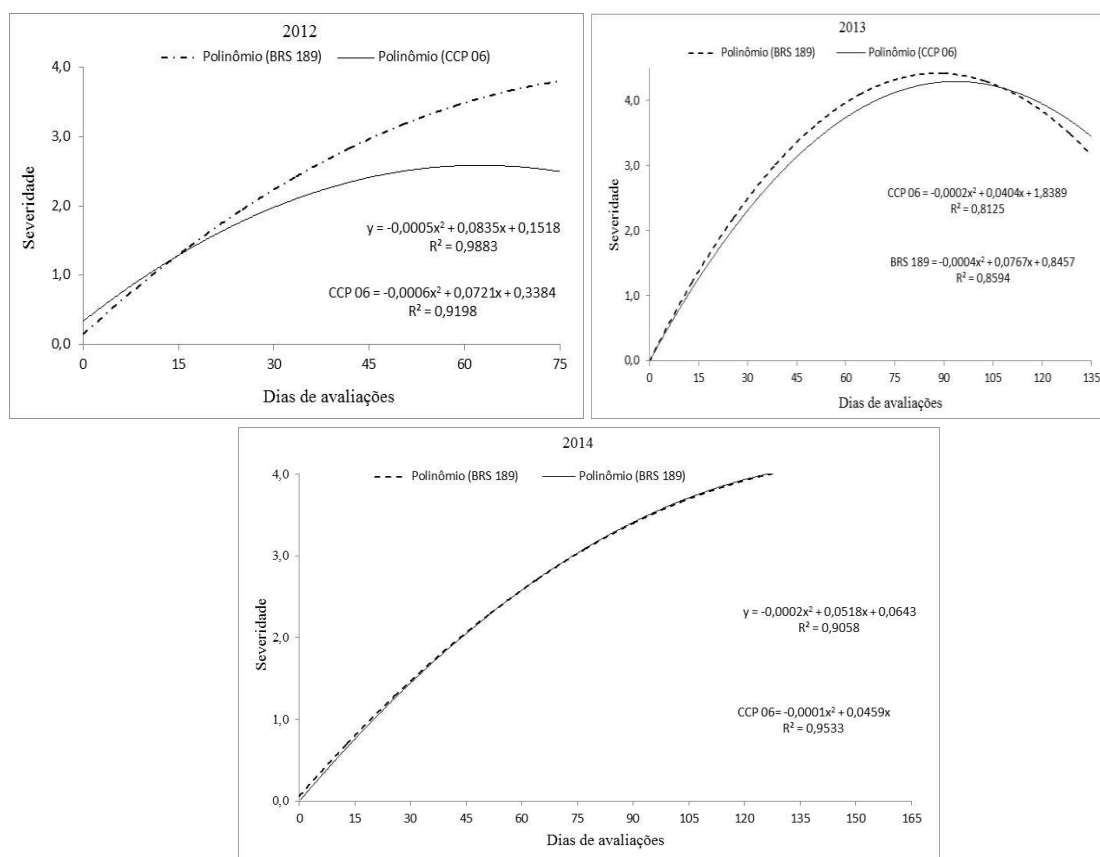 2012
Polinômio (BRS 189) Polinômio (CCP 06)
4,0
3,0
2,0
1,0
0,0
Severidade
y = -0,0005x² + 0,0835x + 0,1518
R² = 0,9883
CCP 06 = -0,0006x² + 0,0721x + 0,3384
R² = 0,9198
0 15 30 45 60 75
Dias de avaliações
2013
Polinômio (BRS 189) Polinômio (CCP 06)
4,0
3,0
2,0
1,0
0,0
Severidade
CCP 06 = -0,0002x² + 0,0404x + 1,8389
R² = 0,8125
BRS 189 = -0,0004x² + 0,0767x + 0,8457
R² = 0,8594
0 15 30 45 60 75 90 105 120 135
Dias de avaliações
2014
Polinômio (BRS 189) Polinômio (BRS 189)
4,0
3,0
2,0
1,0
0,0
Severidade
y = -0,0002x² + 0,0518x + 0,0643
R² = 0,9058
CCP 06= -0,0001x² + 0,0459x
R² = 0,9533
0 15 30 45 60 75 90 105 120 135 150 165
Dias de avaliações